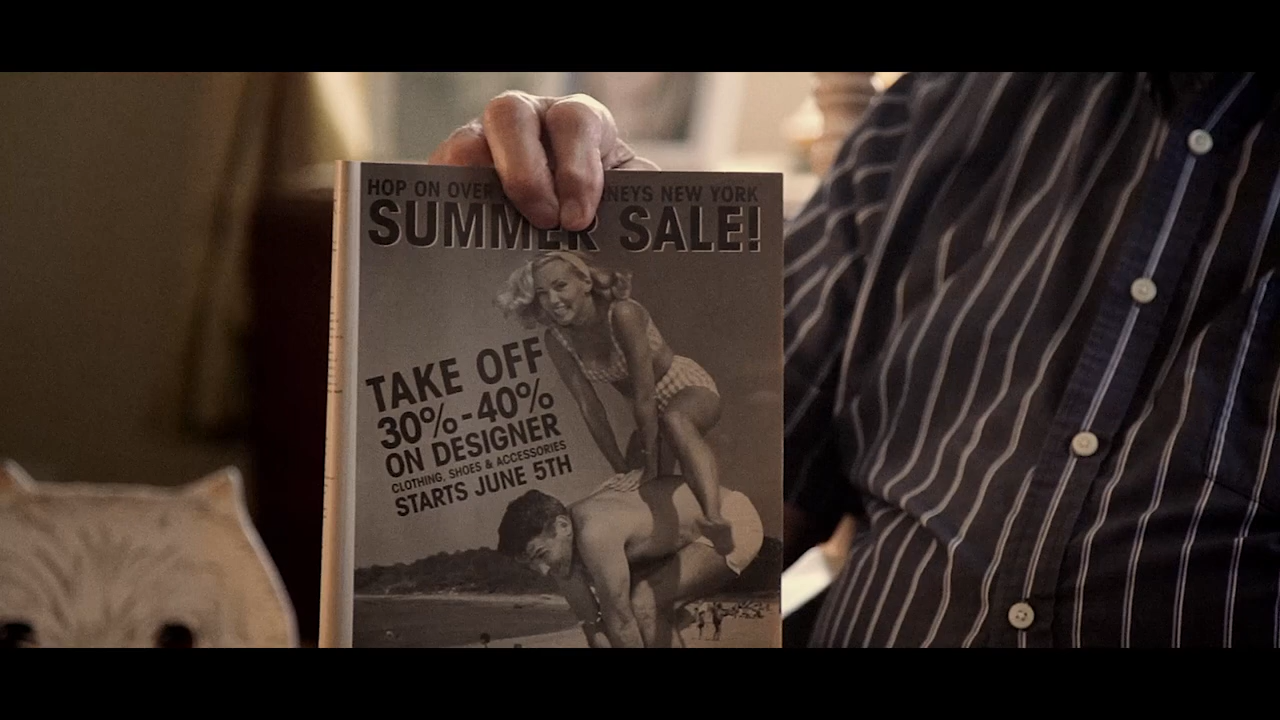 HOP ON OVER RNEYS NEW YORK
SUMMER SALE!
TAKE OFF
30%-40%
ON DESIGNER
CLOTHING, SHOES & ACCESSORIES
STARTS JUNE 5TH